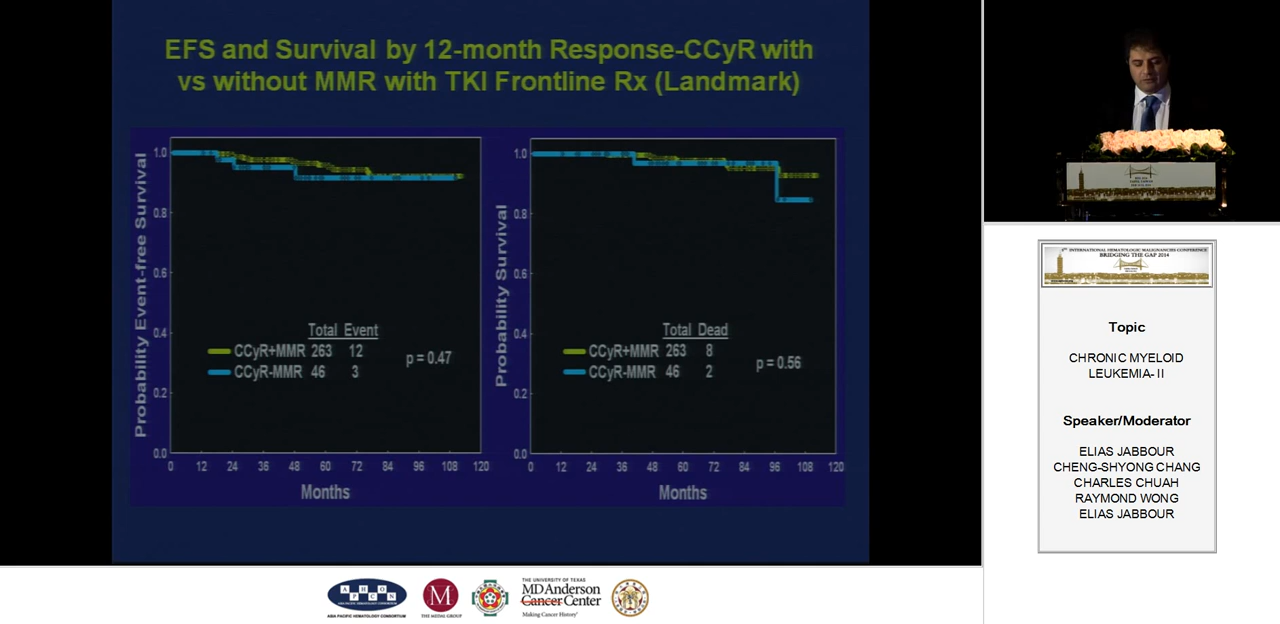 EFS and Survival by 12-month Response-CCyR with
vs without MMR with TKI Frontline Rx (Landmark)
Probability Event-free Survival
1.0
0.8
0.6
0.4
0.2
0.0
Total Event
CCyR+MMR 263 12
CCyR-MMR 46 3
p = 0.47
0 12 24 36 48 60 72 84 96 108 120
Months
Probability Survival
1.0
0.8
0.6
0.4
0.2
0.0
Total Dead
CCyR+MMR 263 8
CCyR-MMR 46 2
p = 0.56
0 12 24 36 48 60 72 84 96 108 120
Months
INTERNATIONAL HEMATOLOGIC MALIGNANCIES CONFERENCE
BRIDGING THE GAP 2014
Topic
CHRONIC MYELOID
LEUKEMIA- II
Speaker/Moderator
ELIAS JABBOUR
CHENG-SHYONG CHANG
CHARLES CHUAH
RAYMOND WONG
ELIAS JABBOUR
A H O N
P C N
ASIA PACIFIC HEMATOLOGY CONSORTIUM
M
THE MEDAL GROUP
THE UNIVERSITY OF TEXAS
MD Anderson
Cancer Center
Making Cancer History